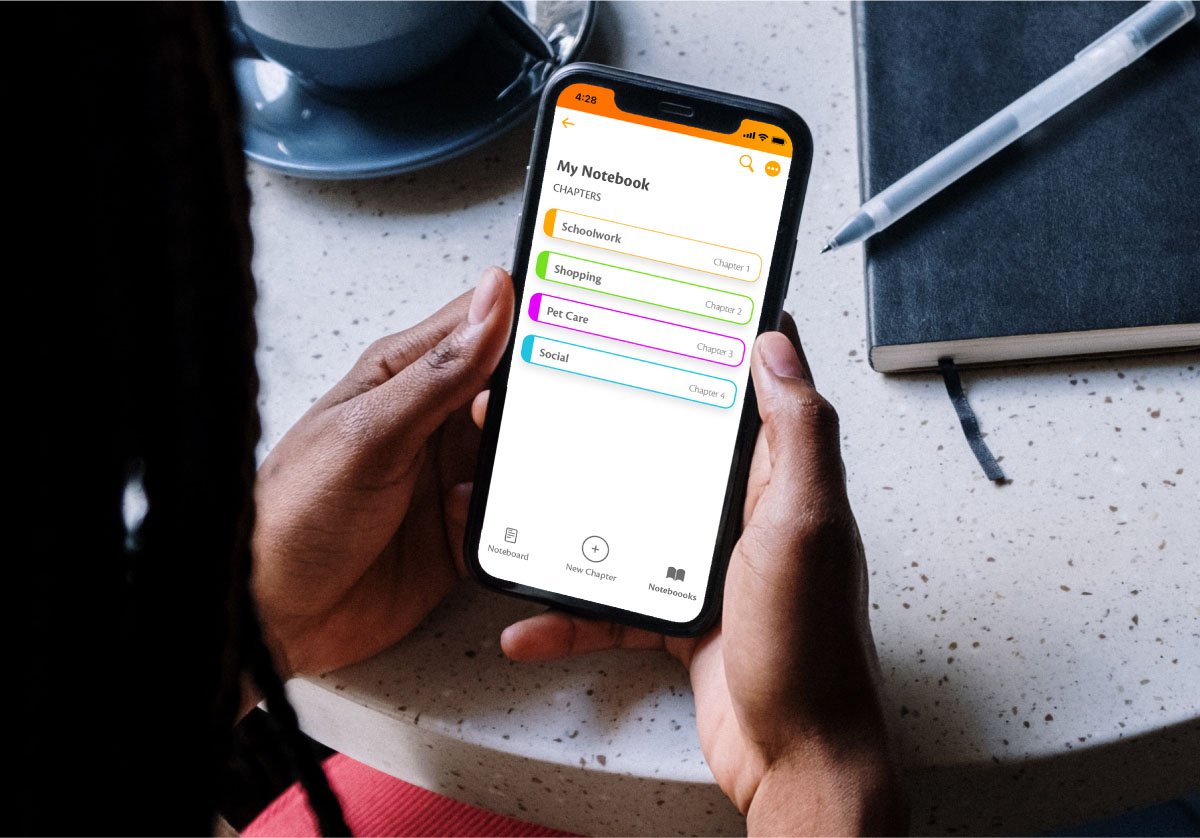 4:28
My Notebook
CHAPTERS
Schoolwork
Chapter 1
Shopping
Chapter 2
Pet Care
Chapter 3
Social
Chapter 4
Noteboard
New Chapter
Noteboooks